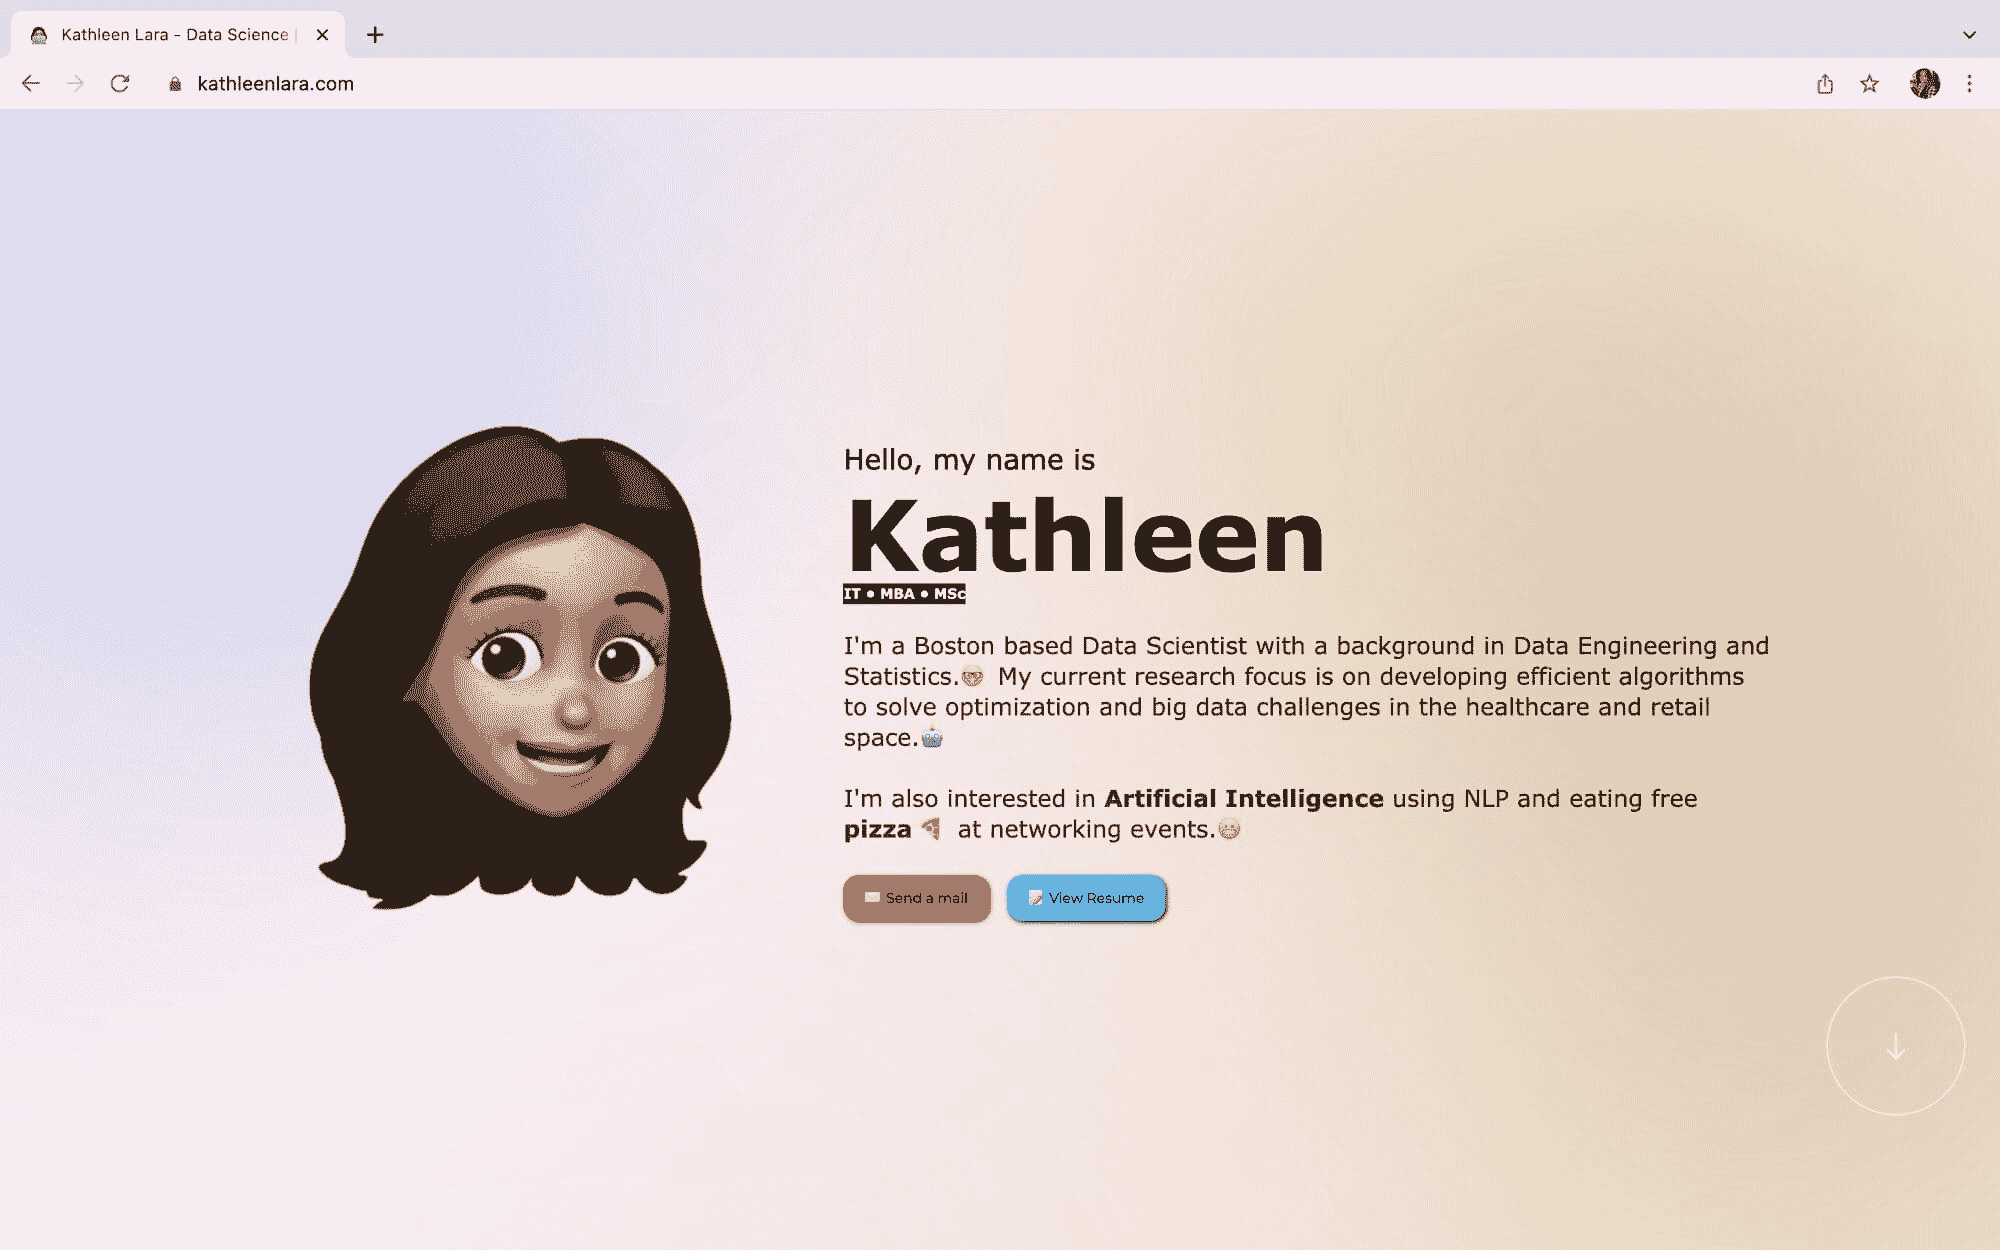 Kathleen Lara - Data Science |
kathleenlara.com
Hello, my name is
Kathleen
IT • MBA • MSc
I'm a Boston based Data Scientist with a background in Data Engineering and
Statistics.🤓 My current research focus is on developing efficient algorithms
to solve optimization and big data challenges in the healthcare and retail
space.🤖
I'm also interested in Artificial Intelligence using NLP and eating free
pizza 🍕 at networking events.😁
✉️ Send a mail
📝 View Resume